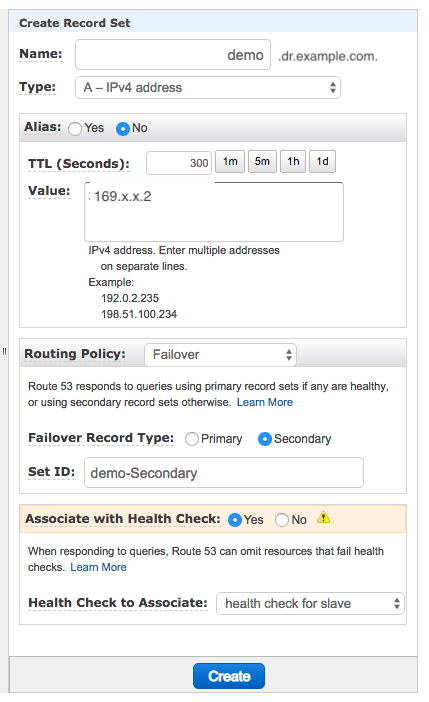 Create Record Set
Name: demo .dr.example.com.
Type: A – IPv4 address
Alias: Yes No
TTL (Seconds): 300 1m 5m 1h 1d
Value: 169.x.x.2
IPv4 address. Enter multiple addresses
on separate lines.
Example:
192.0.2.235
198.51.100.234
Routing Policy: Failover
Route 53 responds to queries using primary record sets if any are healthy,
or using secondary record sets otherwise. Learn More
Failover Record Type: Primary Secondary
Set ID: demo-Secondary
Associate with Health Check: Yes No
When responding to queries, Route 53 can omit resources that fail health
checks. Learn More
Health Check to Associate: health check for slave
Create